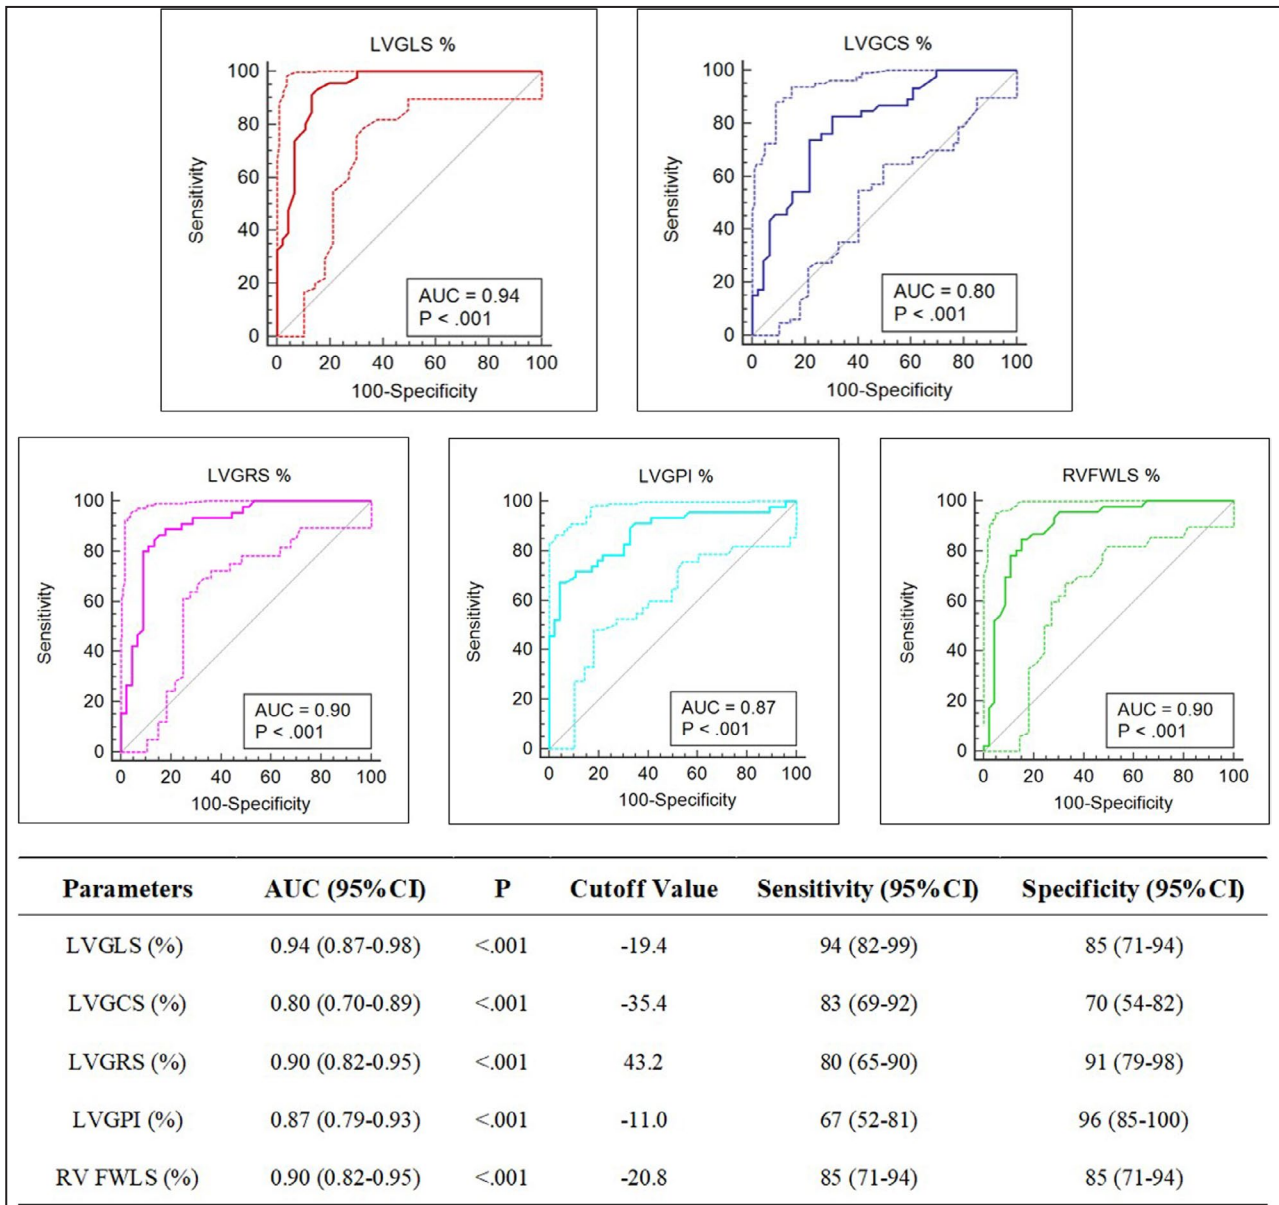 LVGLS %
100
80
60
40
20
0
Sensitivity
AUC = 0.94
P < .001
0 20 40 60 80 100
100-Specificity
LVGCS %
100
80
60
40
20
0
Sensitivity
AUC = 0.80
P < .001
0 20 40 60 80 100
100-Specificity
LVGRS %
100
80
60
40
20
0
Sensitivity
AUC = 0.90
P < .001
0 20 40 60 80 100
100-Specificity
LVGPI %
100
80
60
40
20
0
Sensitivity
AUC = 0.87
P < .001
0 20 40 60 80 100
100-Specificity
RVFWLS %
100
80
60
40
20
0
Sensitivity
AUC = 0.90
P < .001
0 20 40 60 80 100
100-Specificity
Parameters AUC (95%CI) P Cutoff Value Sensitivity (95%CI) Specificity (95%CI)
LVGLS (%) 0.94 (0.87-0.98) <.001 -19.4 94 (82-99) 85 (71-94)
LVGCS (%) 0.80 (0.70-0.89) <.001 -35.4 83 (69-92) 70 (54-82)
LVGRS (%) 0.90 (0.82-0.95) <.001 43.2 80 (65-90) 91 (79-98)
LVGPI (%) 0.87 (0.79-0.93) <.001 -11.0 67 (52-81) 96 (85-100)
RV FWLS (%) 0.90 (0.82-0.95) <.001 -20.8 85 (71-94) 85 (71-94)